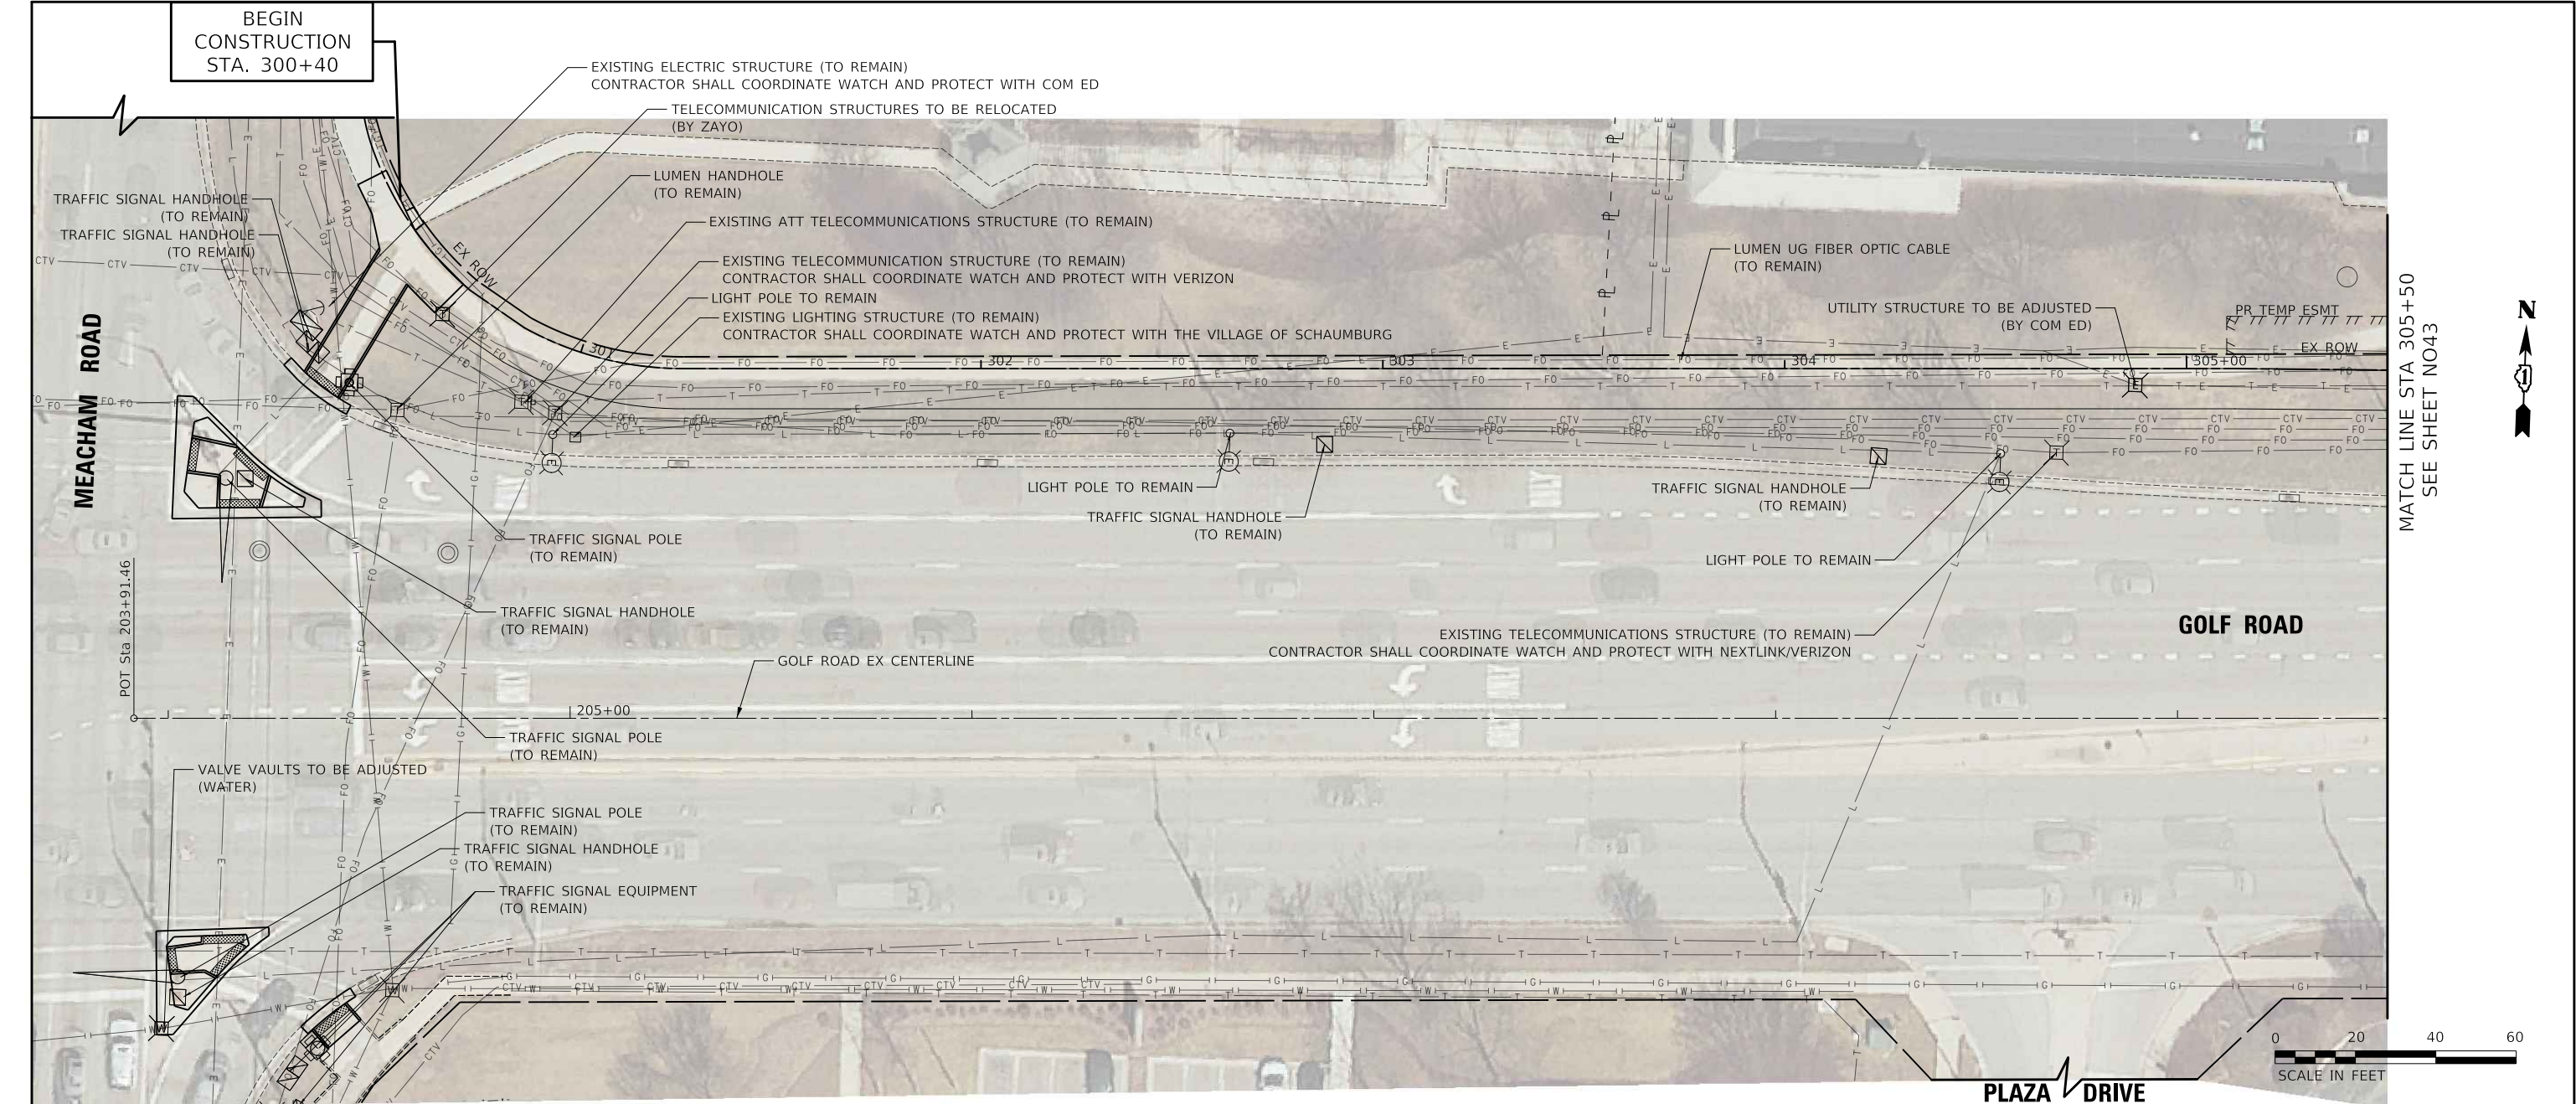 BEGIN
CONSTRUCTION
STA. 300+40
EXISTING ELECTRIC STRUCTURE (TO REMAIN)
CONTRACTOR SHALL COORDINATE WATCH AND PROTECT WITH COM ED
TELECOMMUNICATION STRUCTURES TO BE RELOCATED
(BY ZAYO)
LUMEN HANDHOLE
(TO REMAIN)
TRAFFIC SIGNAL HANDHOLE
(TO REMAIN)
TRAFFIC SIGNAL HANDHOLE
(TO REMAIN)
EXISTING ATT TELECOMMUNICATIONS STRUCTURE (TO REMAIN)
EX ROW
EXISTING TELECOMMUNICATION STRUCTURE (TO REMAIN)
CONTRACTOR SHALL COORDINATE WATCH AND PROTECT WITH VERIZON
LIGHT POLE TO REMAIN
EXISTING LIGHTING STRUCTURE (TO REMAIN)
CONTRACTOR SHALL COORDINATE WATCH AND PROTECT WITH THE VILLAGE OF SCHAUMBURG
LUMEN UG FIBER OPTIC CABLE
(TO REMAIN)
UTILITY STRUCTURE TO BE ADJUSTED
(BY COM ED)
PR TEMP ESMT
EX ROW
301
302
303
304
305+00
MATCH LINE STA 305+50
SEE SHEET NO43
N
MEACHAM ROAD
LIGHT POLE TO REMAIN
TRAFFIC SIGNAL HANDHOLE
(TO REMAIN)
TRAFFIC SIGNAL HANDHOLE
(TO REMAIN)
LIGHT POLE TO REMAIN
TRAFFIC SIGNAL POLE
(TO REMAIN)
TRAFFIC SIGNAL HANDHOLE
(TO REMAIN)
EXISTING TELECOMMUNICATIONS STRUCTURE (TO REMAIN)
CONTRACTOR SHALL COORDINATE WATCH AND PROTECT WITH NEXTLINK/VERIZON
GOLF ROAD
GOLF ROAD EX CENTERLINE
POT Sta 203+91.46
205+00
TRAFFIC SIGNAL POLE
(TO REMAIN)
VALVE VAULTS TO BE ADJUSTED
(WATER)
TRAFFIC SIGNAL POLE
(TO REMAIN)
TRAFFIC SIGNAL HANDHOLE
(TO REMAIN)
TRAFFIC SIGNAL EQUIPMENT
(TO REMAIN)
0 20 40 60
SCALE IN FEET
PLAZA DRIVE